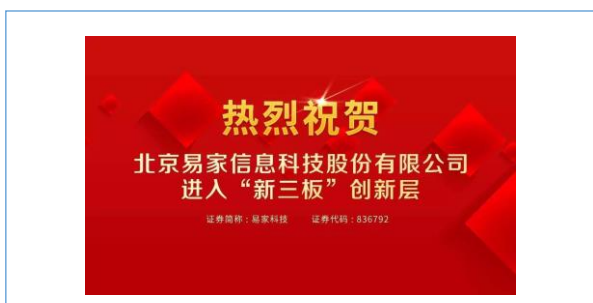 热烈祝贺
北京易家信息科技股份有限公司
进入“新三板”创新层
证券简称：易家科技 证券代码：836792